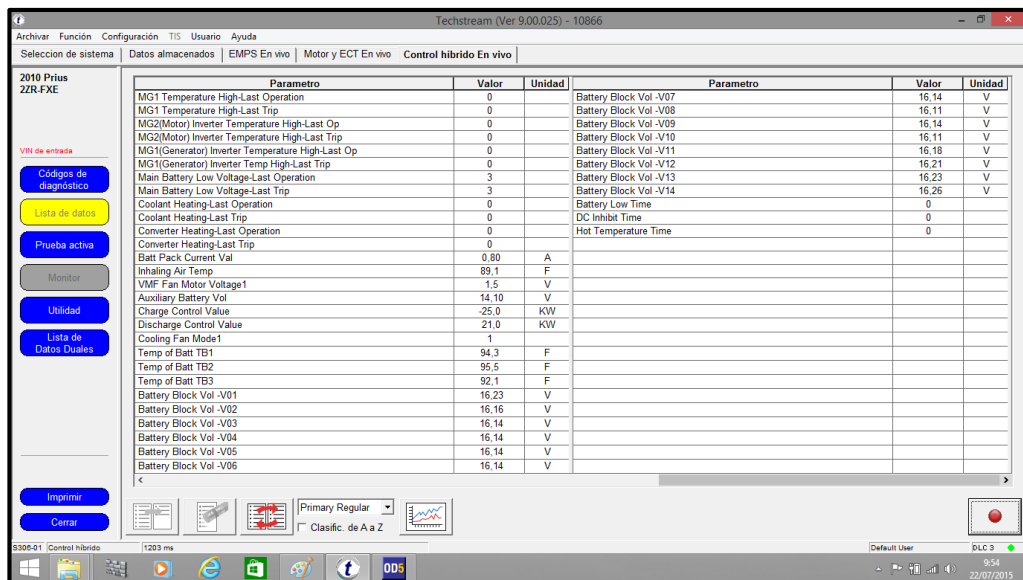 Techstream (Ver 9.00.025) - 10866
Archivar Función Configuración TIS Usuario Ayuda
Seleccion de sistema Datos almacenados EMPS En vivo Motor y ECT En vivo Control híbrido En vivo
2010 Prius
2ZR-FXE
VIN de entrada
Códigos de
diagnóstico
Lista de datos
Prueba activa
Monitor
Utilidad
Lista de
Datos Duales
Imprimir
Cerrar
Parametro Valor Unidad
MG1 Temperature High-Last Operation 0
MG1 Temperature High-Last Trip 0
MG2(Motor) Inverter Temperature High-Last Op 0
MG2(Motor) Inverter Temperature High-Last Trip 0
MG1(Generator) Inverter Temperature High-Last Op 0
MG1(Generator) Inverter Temp High-Last Trip 0
Main Battery Low Voltage-Last Operation 3
Main Battery Low Voltage-Last Trip 3
Coolant Heating-Last Operation 0
Coolant Heating-Last Trip 0
Converter Heating-Last Operation 0
Converter Heating-Last Trip 0
Batt Pack Current Val 0,80 A
Inhaling Air Temp 89,1 F
VMF Fan Motor Voltage1 1,5 V
Auxiliary Battery Vol 14,10 V
Charge Control Value -25,0 KW
Discharge Control Value 21,0 KW
Cooling Fan Mode1 1
Temp of Batt TB1 94,3 F
Temp of Batt TB2 95,5 F
Temp of Batt TB3 92,1 F
Battery Block Vol -V01 16,23 V
Battery Block Vol -V02 16,16 V
Battery Block Vol -V03 16,14 V
Battery Block Vol -V04 16,14 V
Battery Block Vol -V05 16,14 V
Battery Block Vol -V06 16,14 V
Parametro Valor Unidad
Battery Block Vol -V07 16,14 V
Battery Block Vol -V08 16,11 V
Battery Block Vol -V09 16,14 V
Battery Block Vol -V10 16,11 V
Battery Block Vol -V11 16,18 V
Battery Block Vol -V12 16,21 V
Battery Block Vol -V13 16,23 V
Battery Block Vol -V14 16,26 V
Battery Low Time 0
DC Inhibit Time 0
Hot Temperature Time 0
Primary Regular
Clasific. de A a Z
S306-01 Control híbrido 1203 ms Default User DLC 3
OD5
9:54
22/07/2015